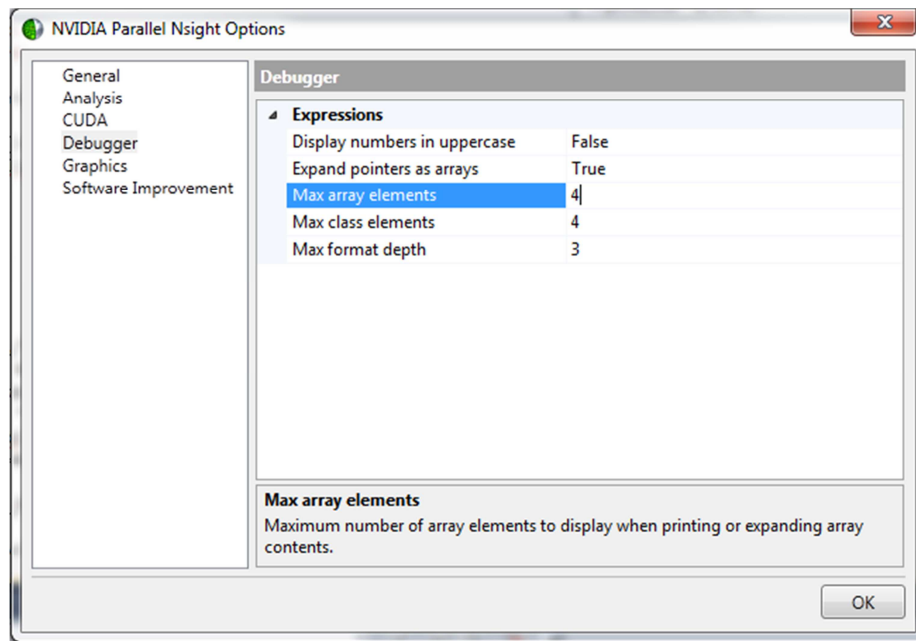 NVIDIA Parallel Nsight Options
General
Analysis
CUDA
Debugger
Graphics
Software Improvement
Debugger
Expressions
Display numbers in uppercase False
Expand pointers as arrays True
Max array elements 4
Max class elements 4
Max format depth 3
Max array elements
Maximum number of array elements to display when printing or expanding array
contents.
OK